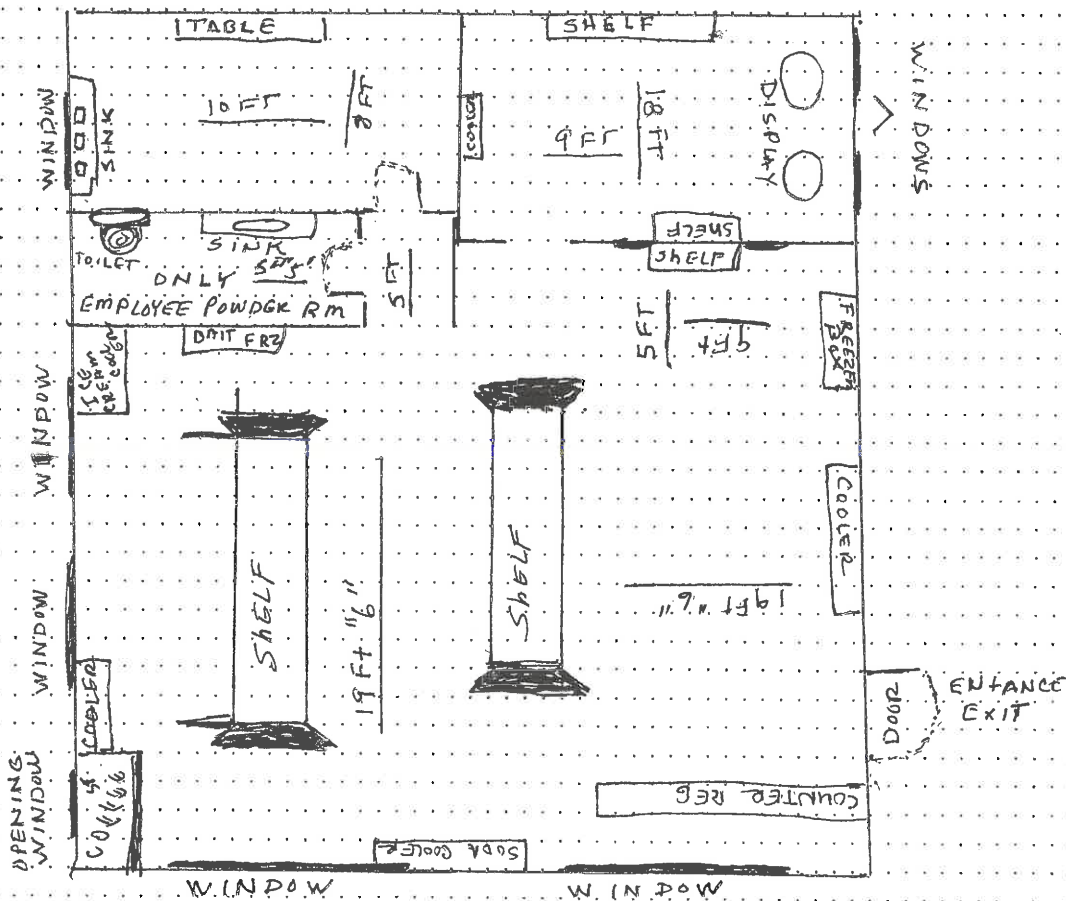 TABLE
SHELF
WINDOW
SINK
10 FT
8 FT
COOLER
9 FT
18 FT
DISPLAY
WINDOWS
TOILET
SINK
ONLY
EMPLOYEE POWDER RM
5 FT
SHELF
SHELF
BAIT FRZ
5 FT
9 Ft
FREEZER
BOX
ICE
CREAM
WINDOW
SHELF
19 Ft "6"
SHELF
COOLER
19 Ft "6"
WINDOW
COOLER
DOOR
ENTANCE
EXIT
OPENING
WINDOW
COUNTER REG
SODA COOLER
WINDOW
WINDOW